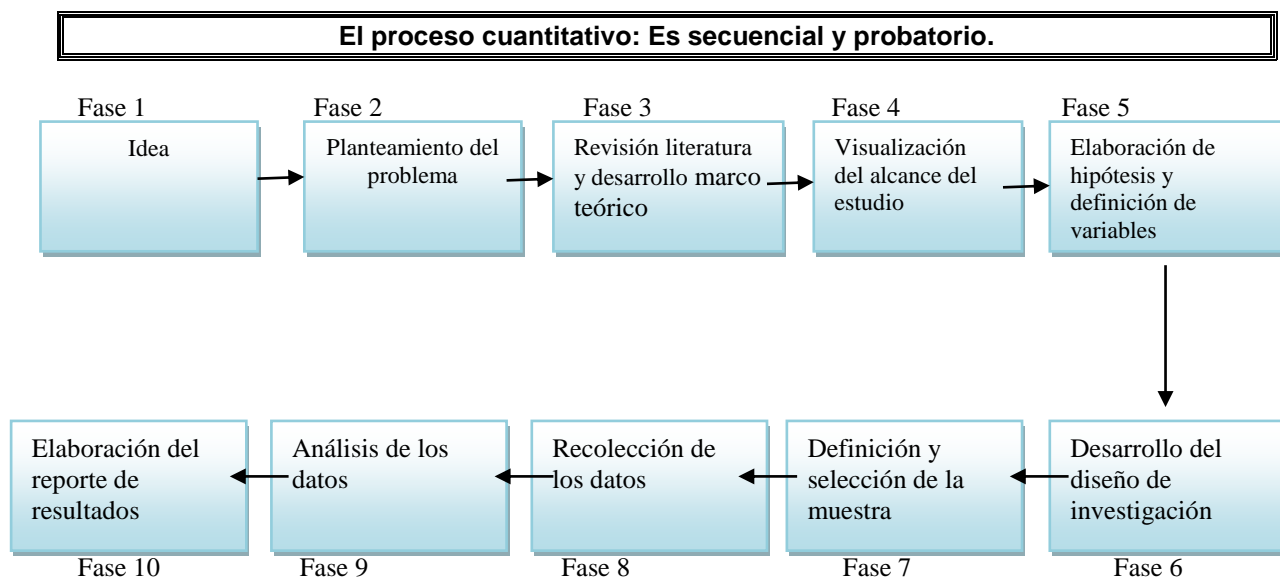 El proceso cuantitativo: Es secuencial y probatorio.
Fase 1
Idea
Fase 2
Planteamiento del
problema
Fase 3
Revisión literatura
y desarrollo marco
teórico
Fase 4
Visualización
del alcance del
estudio
Fase 5
Elaboración de
hipótesis y
definición de
variables
Desarrollo del
diseño de
investigación
Fase 6
Definición y
selección de la
muestra
Fase 7
Recolección de
los datos
Fase 8
Análisis de los
datos
Fase 9
Elaboración del
reporte de
resultados
Fase 10